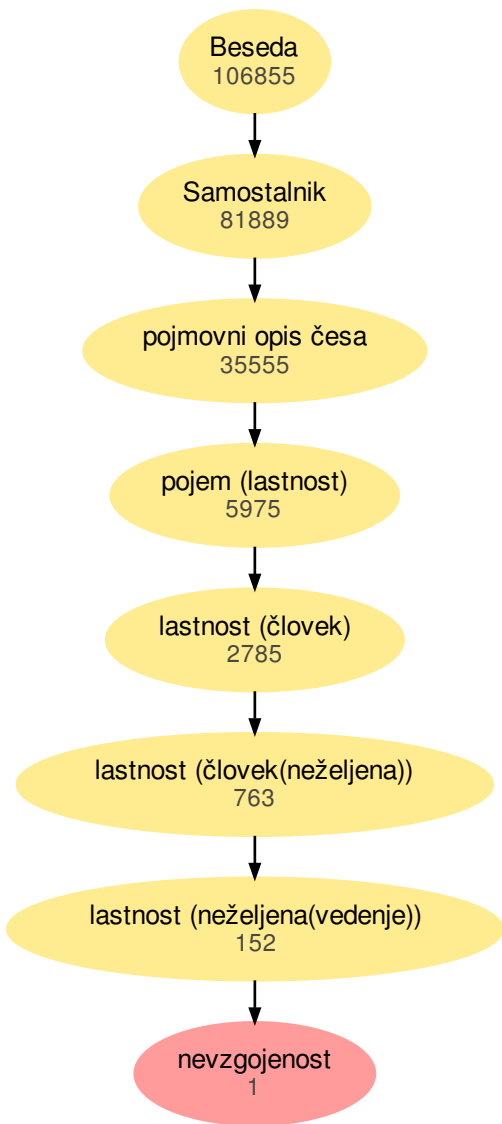 Beseda
106855
Samostalnik
81889
pojmovni opis česa
35555
pojem (lastnost)
5975
lastnost (človek)
2785
lastnost (človek(neželjena))
763
lastnost (neželjena(vedenje))
152
nevzgojenost
1